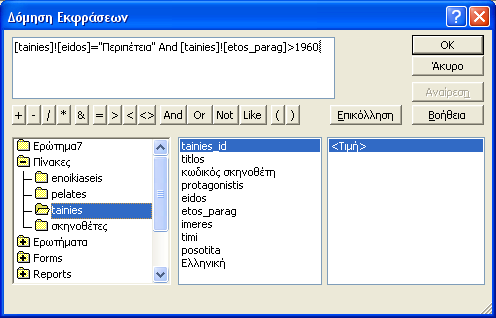 Δόμηση Εκφράσεων
[tainies]![eidos]="Περιπέτεια" And [tainies]![etos_parag]>1960
OK
Άκυρο
Αναίρεση
+ - / * & = > < <> And Or Not Like ( ) Επικόλληση Βοήθεια
Ερώτημα7
Πίνακες
enoikiaseis
pelates
tainies
σκηνοθέτες
Ερωτήματα
Forms
Reports
tainies_id
titlos
κωδικός σκηνοθέτη
protagonistis
eidos
etos_parag
imeres
timi
posotita
Ελληνική
<Τιμή>